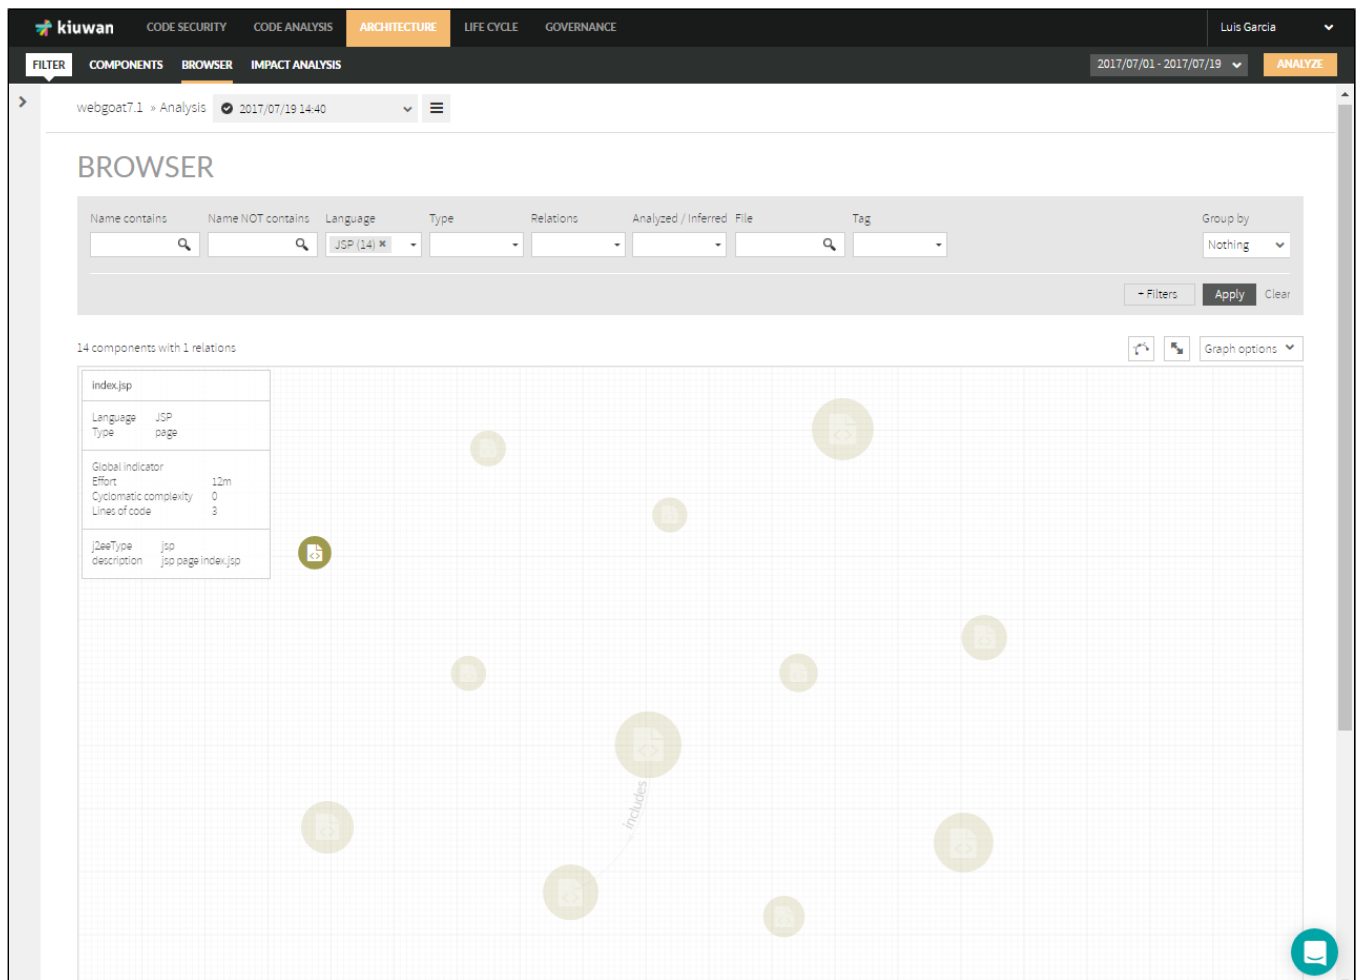 kiuwan CODE SECURITY CODE ANALYSIS ARCHITECTURE LIFE CYCLE GOVERNANCE Luis Garcia
FILTER COMPONENTS BROWSER IMPACT ANALYSIS 2017/07/01 - 2017/07/19 ANALYZE
webgoat7.1 » Analysis 2017/07/19 14:40
BROWSER
Name contains Name NOT contains Language Type Relations Analyzed / Inferred File Tag Group by
JSP (14) × Nothing
+ Filters Apply Clear
14 components with 1 relations Graph options
index.jsp
Language JSP
Type page
Global indicator
Effort 12m
Cyclomatic complexity 0
Lines of code 3
j2eeType jsp
description jsp page index.jsp
includes